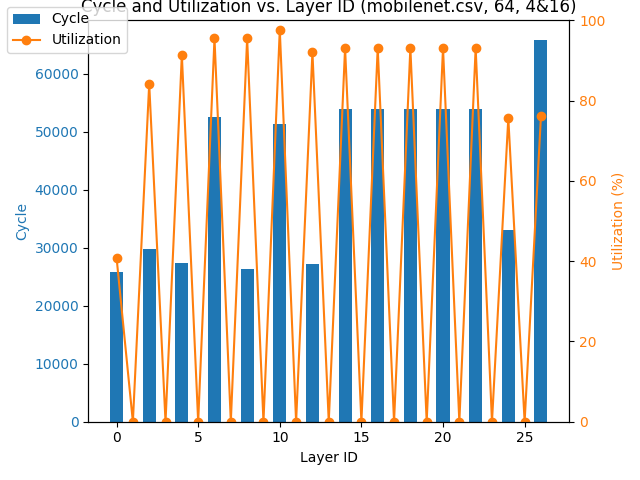 Cycle and Utilization vs. Layer ID (mobilenet.csv, 64, 4&16)
Cycle
Utilization
100
80
60
40
20
0
Utilization (%)
60000
50000
40000
30000
20000
10000
0
Cycle
0 5 10 15 20 25
Layer ID